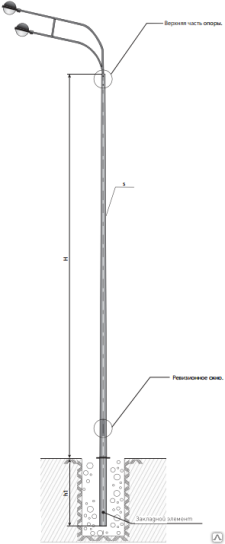 Верхняя часть опоры.
s
H
Ревизионное окно.
h1
Закладной элемент